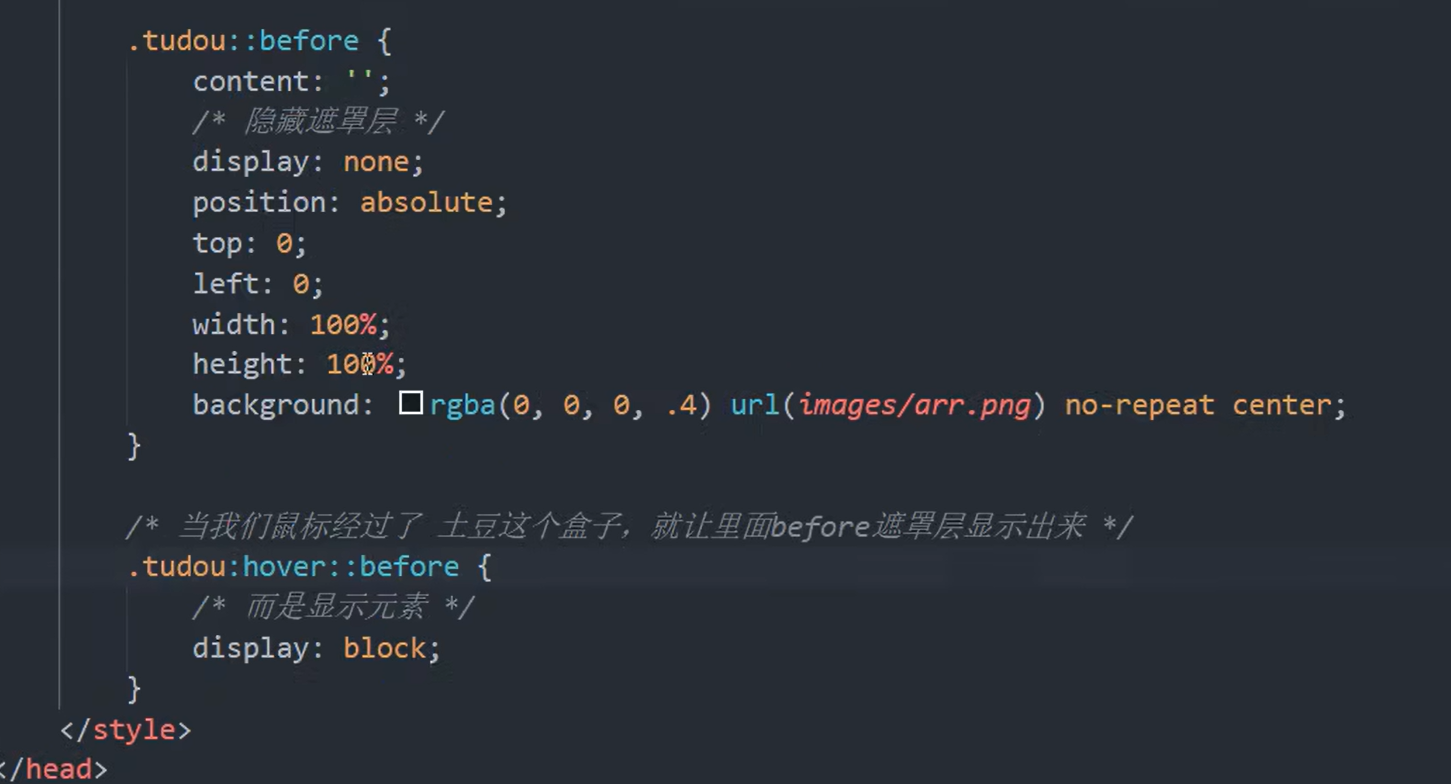 .tudou::before {
content: '';
/* 隐藏遮罩层 */
display: none;
position: absolute;
top: 0;
left: 0;
width: 100%;
height: 100%;
background: rgba(0, 0, 0, .4) url(images/arr.png) no-repeat center;
}
/* 当我们鼠标经过了 土豆这个盒子，就让里面before遮罩层显示出来 */
.tudou:hover::before {
/* 而是显示元素 */
display: block;
}
</style>
</head>